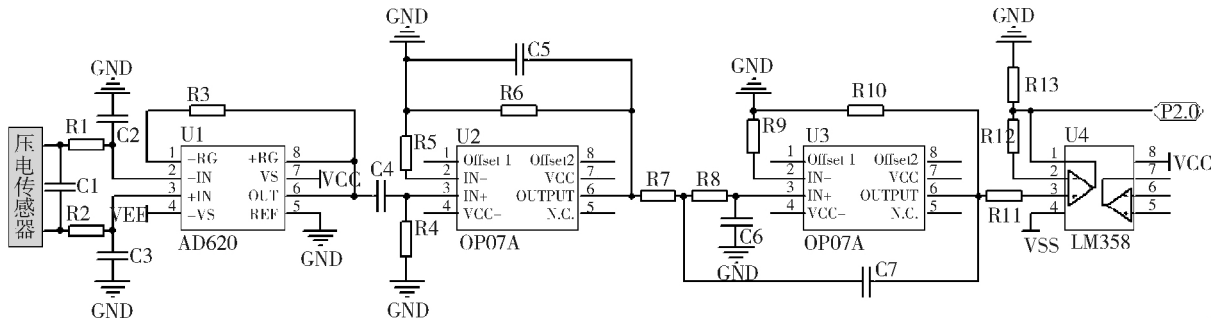 压电传感器
R1
R2
C1
GND
C2
C3
GND
VEE
R3
U1
1 -RG
2 -IN
3 +IN
4 -VS
+RG 8
VS 7
OUT 6
REF 5
AD620
VCC
GND
C4
R4
GND
GND
C5
R6
R5
U2
1 Offset 1
2 IN-
3 IN+
4 VCC-
Offset2 8
VCC 7
OUTPUT 6
N.C. 5
OP07A
R7
R8
C6
GND
C7
GND
R9
R10
U3
1 Offset 1
2 IN-
3 IN+
4 VCC-
Offset2 8
VCC 7
OUTPUT 6
N.C. 5
OP07A
R11
GND
R13
R12
P2.0
U4
1
2
3
4
8
7
6
5
VCC
VSS
LM358